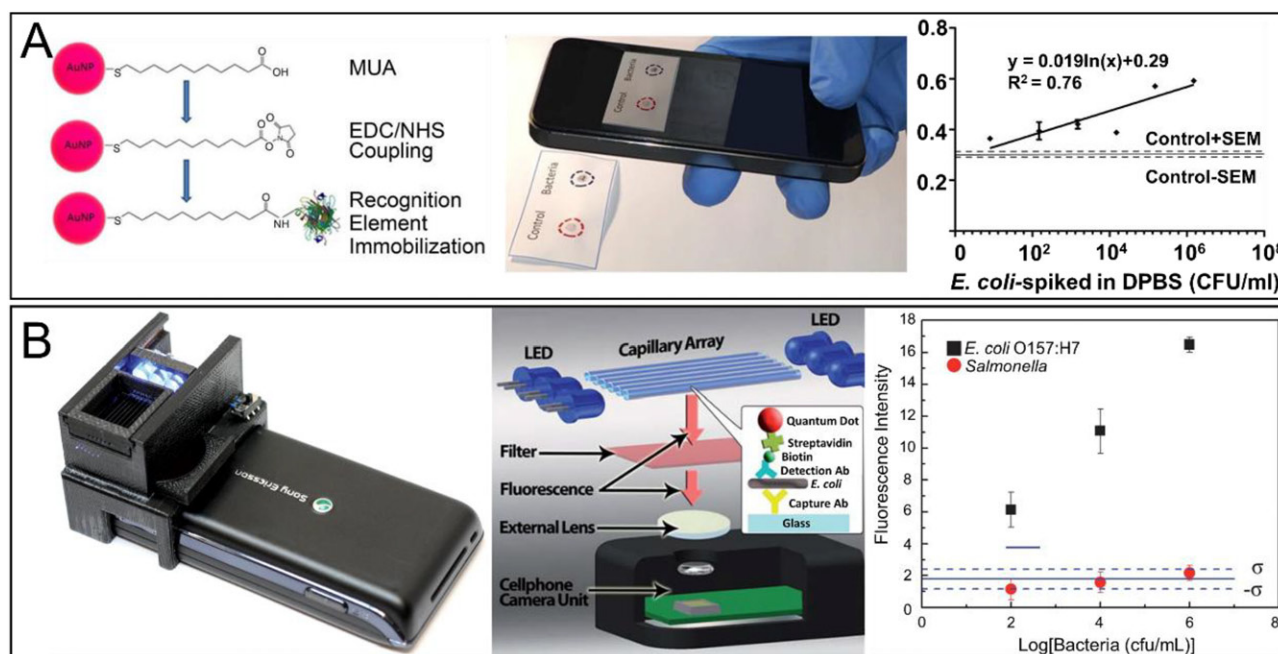 A
AuNP
S
O
OH
MUA
AuNP
S
O
O
N
O
O
EDC/NHS
Coupling
AuNP
S
O
NH
Recognition
Element
Immobilization
Control
Bacteria
Control
Bacteria
y = 0.019ln(x)+0.29
R² = 0.76
Control+SEM
Control-SEM
0.8
0.6
0.4
0.2
0
10²
10⁴
10⁶
10⁸
E. coli-spiked in DPBS (CFU/ml)
B
Sony Ericsson
LED
LED
Capillary Array
Filter
Fluorescence
External Lens
Cellphone
Camera Unit
Quantum Dot
Streptavidin
Biotin
Detection Ab
E. coli
Capture Ab
Glass
E. coli O157:H7
Salmonella
Fluorescence Intensity
18
16
14
12
10
8
6
4
2
0
σ
-σ
0
2
4
6
8
Log[Bacteria (cfu/mL)]